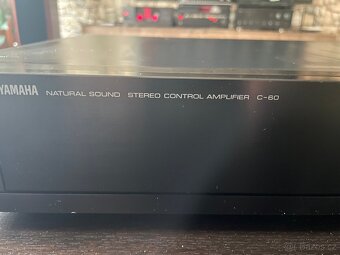 YAMAHA NATURAL SOUND STEREO CONTROL AMPLIFIER C-60